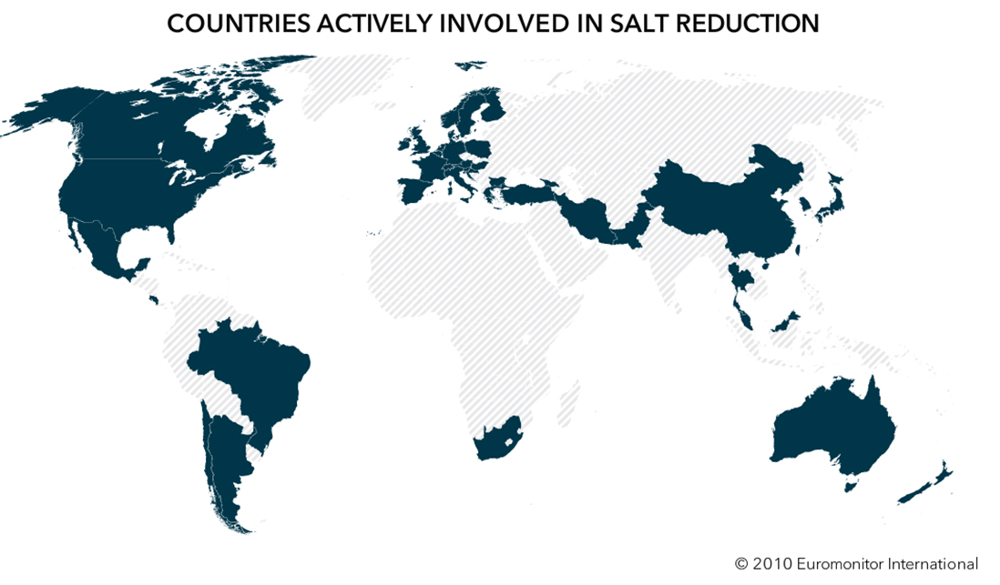 COUNTRIES ACTIVELY INVOLVED IN SALT REDUCTION
© 2010 Euromonitor International